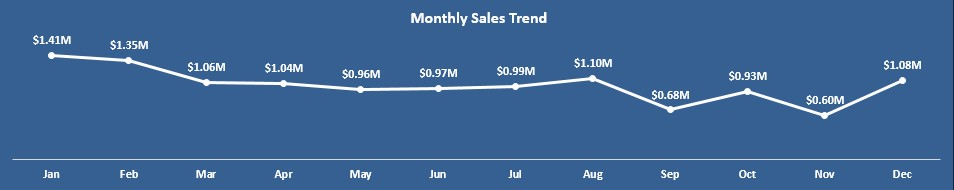 Monthly Sales Trend
$1.41M
$1.35M
$1.06M
$1.04M
$0.96M
$0.97M
$0.99M
$1.10M
$0.68M
$0.93M
$0.60M
$1.08M
Jan Feb Mar Apr May Jun Jul Aug Sep Oct Nov Dec